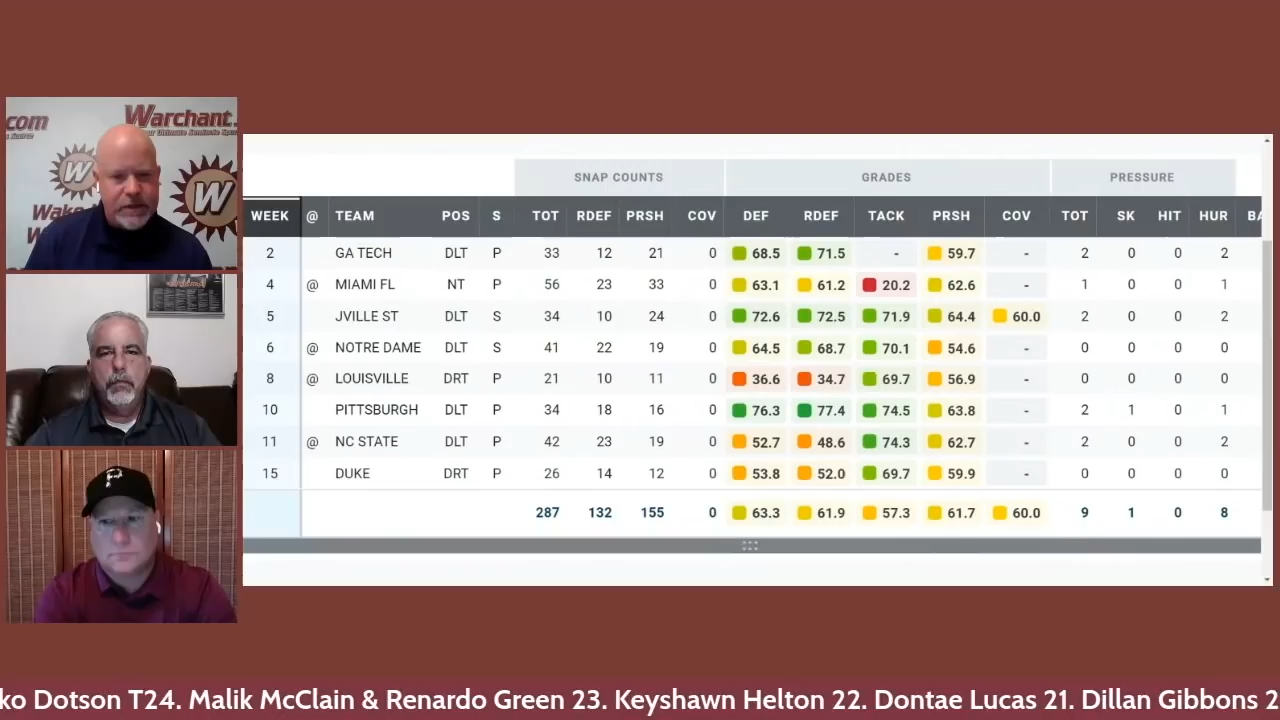 .com
Warchant.
W
W
SNAP COUNTS GRADES PRESSURE
WEEK @ TEAM POS S TOT RDEF PRSH COV DEF RDEF TACK PRSH COV TOT SK HIT HUR BA
2 GA TECH DLT P 33 12 21 0 68.5 71.5 - 59.7 - 2 0 0 2
4 @ MIAMI FL NT P 56 23 33 0 63.1 61.2 20.2 62.6 - 1 0 0 1
5 JVILLE ST DLT S 34 10 24 0 72.6 72.5 71.9 64.4 60.0 2 0 0 2
6 @ NOTRE DAME DLT S 41 22 19 0 64.5 68.7 70.1 54.6 - 0 0 0 0
8 @ LOUISVILLE DRT P 21 10 11 0 36.6 34.7 69.7 56.9 - 0 0 0 0
10 PITTSBURGH DLT P 34 18 16 0 76.3 77.4 74.5 63.8 - 2 1 0 1
11 @ NC STATE DLT P 42 23 19 0 52.7 48.6 74.3 62.7 - 2 0 0 2
15 DUKE DRT P 26 14 12 0 53.8 52.0 69.7 59.9 - 0 0 0 0
287 132 155 0 63.3 61.9 57.3 61.7 60.0 9 1 0 8
P
ko Dotson T24. Malik McClain & Renardo Green 23. Keyshawn Helton 22. Dontae Lucas 21. Dillan Gibbons 2